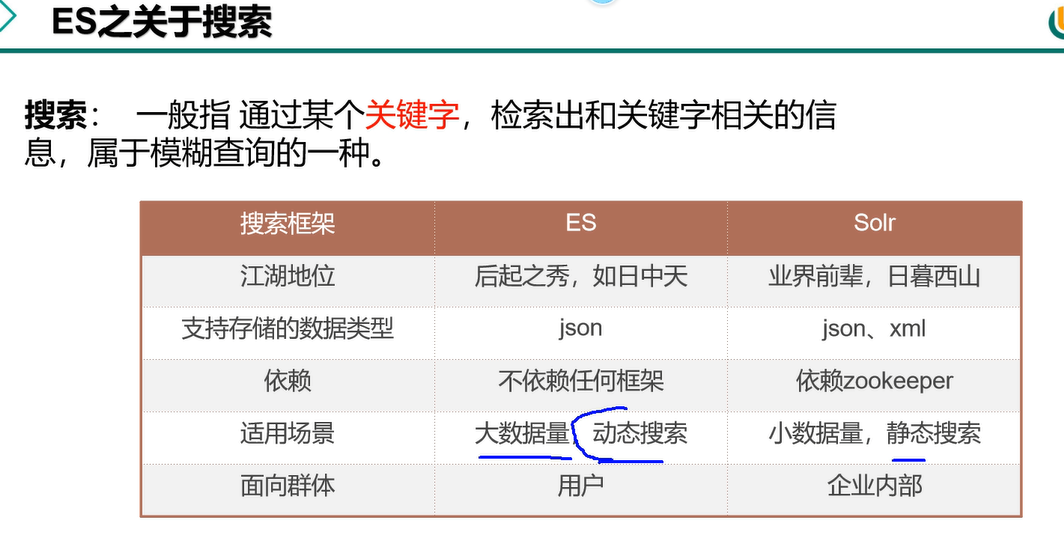 ES之关于搜索
搜索： 一般指 通过某个关键字，检索出和关键字相关的信
息，属于模糊查询的一种。
搜索框架 ES Solr
江湖地位 后起之秀，如日中天 业界前辈，日暮西山
支持存储的数据类型 json json、xml
依赖 不依赖任何框架 依赖zookeeper
适用场景 大数据量 动态搜索 小数据量，静态搜索
面向群体 用户 企业内部